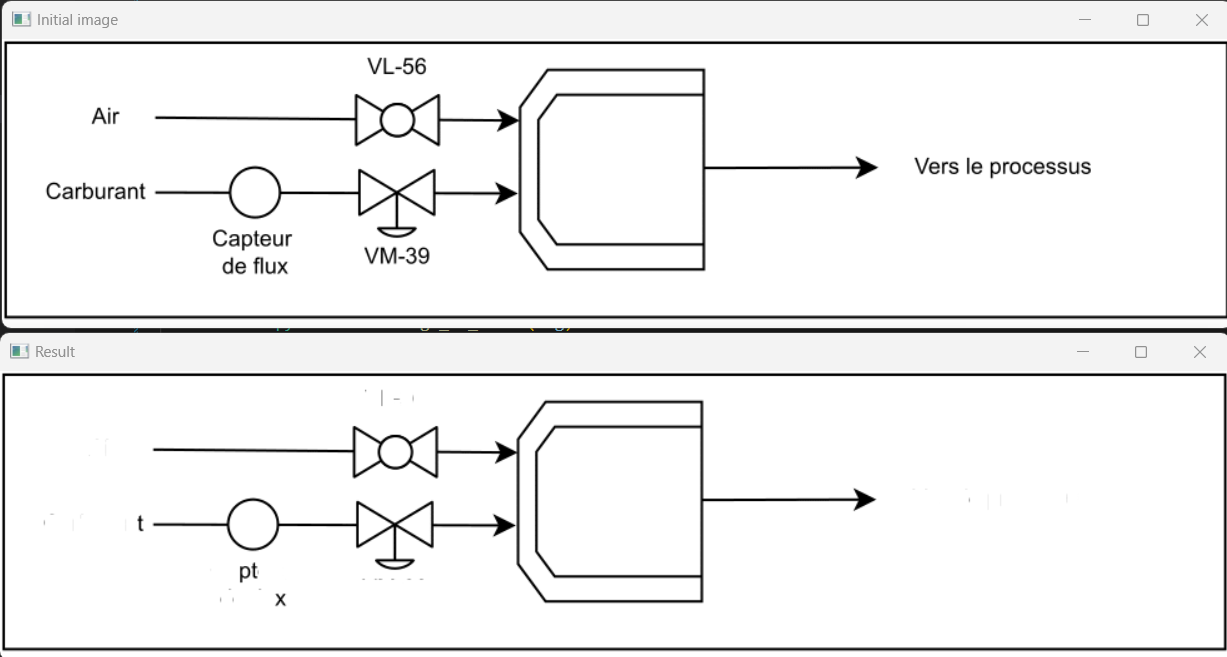 Initial image
VL-56
Air
Carburant
Capteur
de flux
VM-39
Vers le processus
Result
t
pt
x